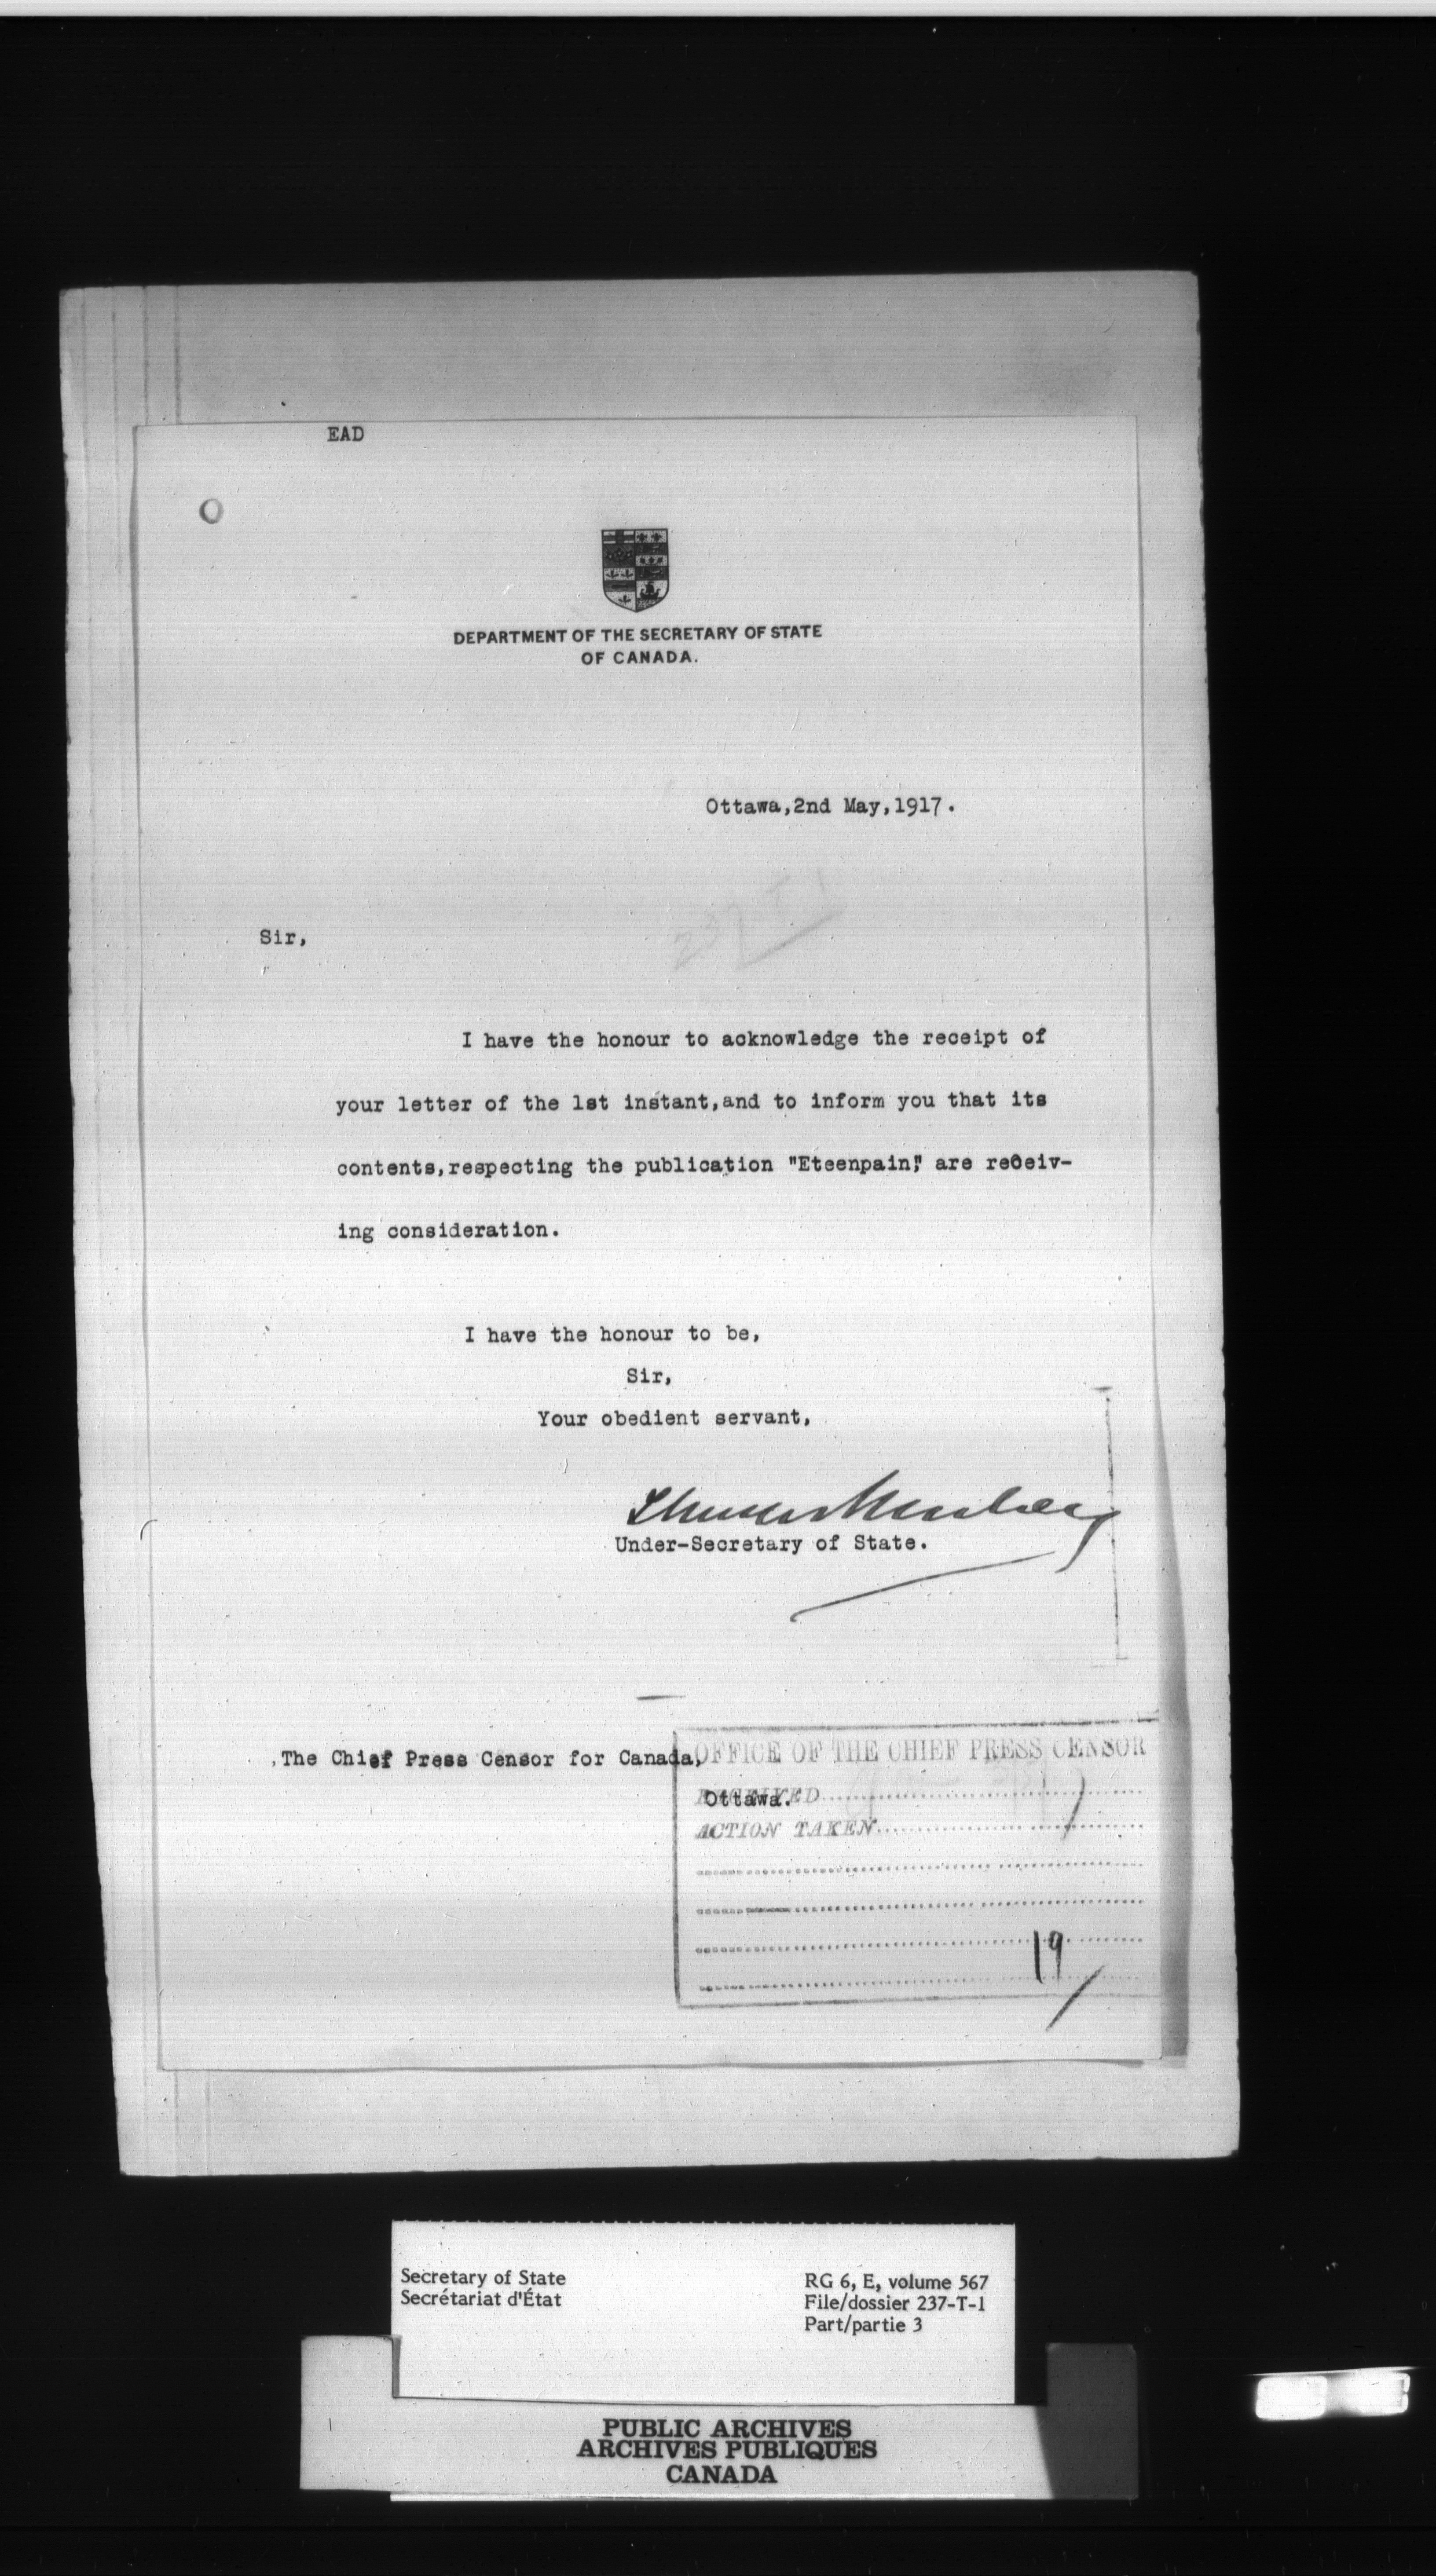 EAD
DEPARTMENT OF THE SECRETARY OF STATE
OF CANADA.
Ottawa,2nd May,1917.
Sir,
I have the honour to acknowledge the receipt of
your letter of the 1st instant,and to inform you that its
contents,respecting the publication "Eteenpain," are receiv-
ing consideration.
I have the honour to be,
Sir,
Your obedient servant,
Under-Secretary of State.
The Chief Press Censor for Canada,
Ottawa.
OFFICE OF THE CHIEF PRESS CENSOR
RECEIVED
ACTION TAKEN
19
Secretary of State
Secrétariat d'État
RG 6, E, volume 567
File/dossier 237-T-1
Part/partie 3
PUBLIC ARCHIVES
ARCHIVES PUBLIQUES
CANADA